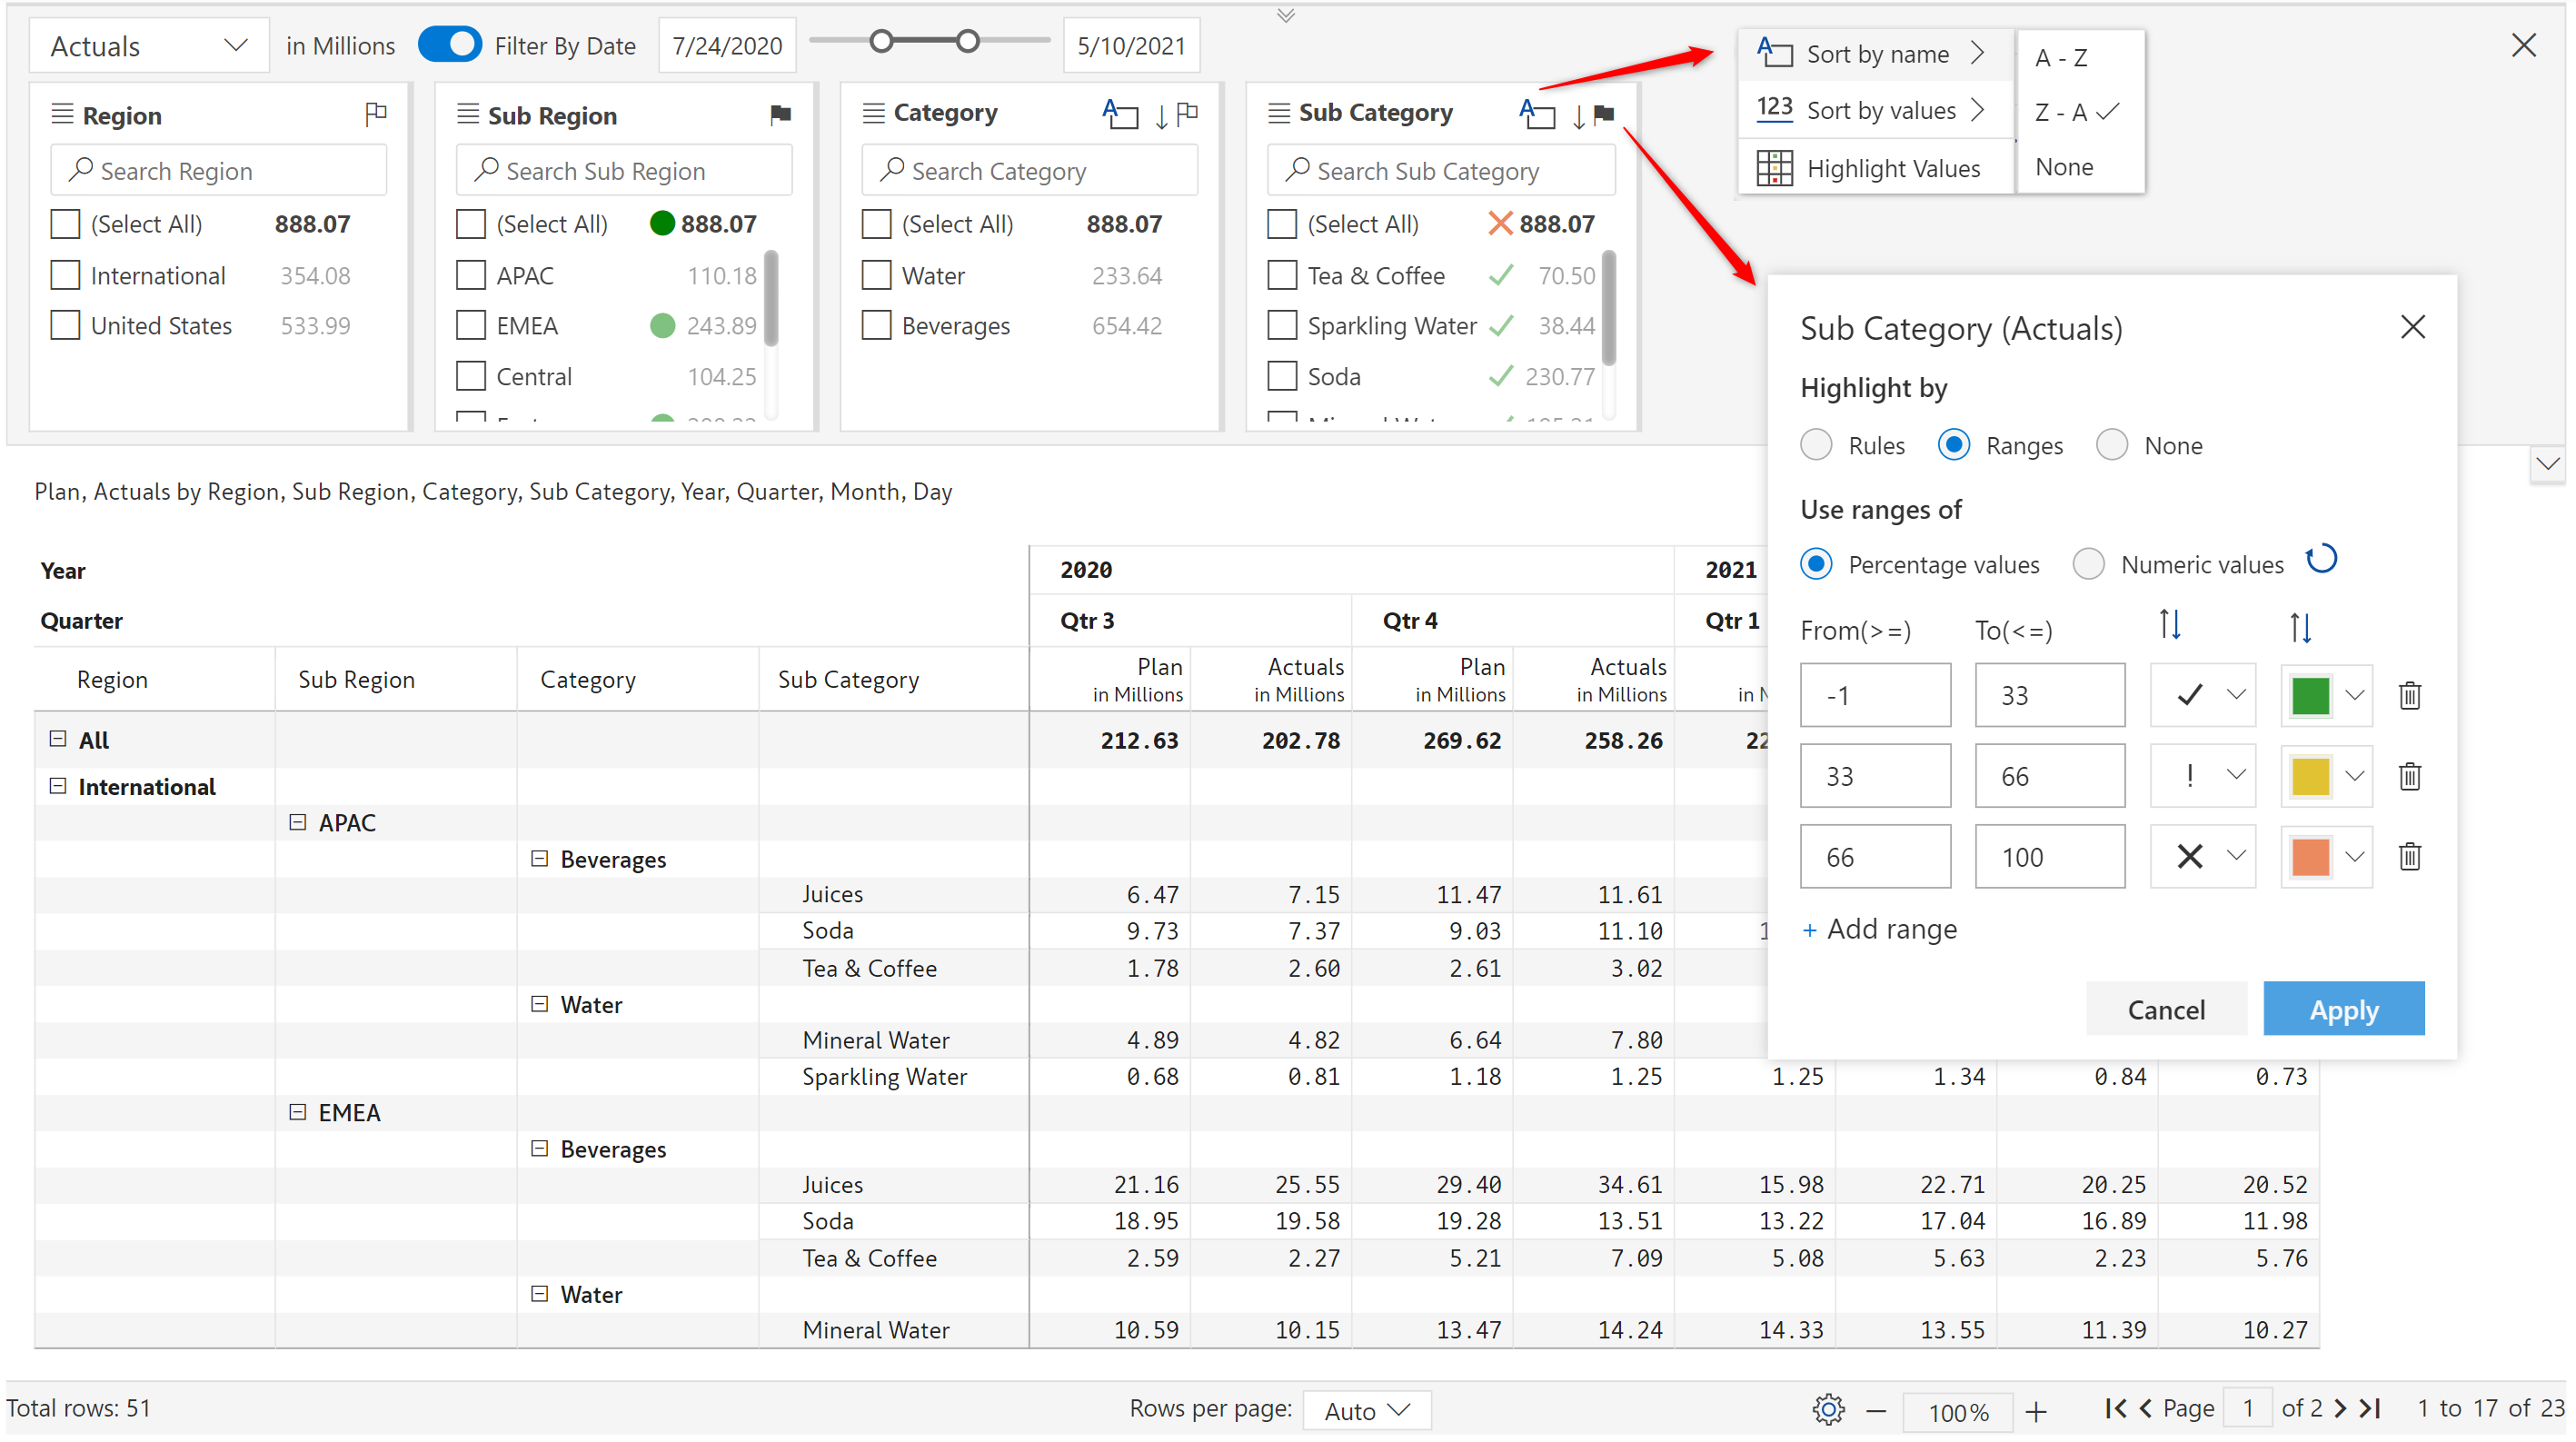 Actuals in Millions Filter By Date 7/24/2020 5/10/2021
Region
Search Region
(Select All) 888.07
International 354.08
United States 533.99
Sub Region
Search Sub Region
(Select All) 888.07
APAC 110.18
EMEA 243.89
Central 104.25
Category
Search Category
(Select All) 888.07
Water 233.64
Beverages 654.42
Sub Category
Search Sub Category
(Select All) 888.07
Tea & Coffee 70.50
Sparkling Water 38.44
Soda 230.77
A Sort by name
123 Sort by values
Highlight Values
A - Z
Z - A
None
Sub Category (Actuals)
Highlight by
Rules Ranges None
Use ranges of
Percentage values Numeric values
From(>=) To(<=)
-1 33
33 66 !
66 100
+ Add range
Cancel Apply
Plan, Actuals by Region, Sub Region, Category, Sub Category, Year, Quarter, Month, Day
Year 2020 2021
Quarter Qtr 3 Qtr 4 Qtr 1
Region Sub Region Category Sub Category Plan Actuals Plan Actuals
in Millions in Millions in Millions in Millions
All 212.63 202.78 269.62 258.26
International
APAC
Beverages
Juices 6.47 7.15 11.47 11.61
Soda 9.73 7.37 9.03 11.10
Tea & Coffee 1.78 2.60 2.61 3.02
Water
Mineral Water 4.89 4.82 6.64 7.80
Sparkling Water 0.68 0.81 1.18 1.25 1.25 1.34 0.84 0.73
EMEA
Beverages
Juices 21.16 25.55 29.40 34.61 15.98 22.71 20.25 20.52
Soda 18.95 19.58 19.28 13.51 13.22 17.04 16.89 11.98
Tea & Coffee 2.59 2.27 5.21 7.09 5.08 5.63 2.23 5.76
Water
Mineral Water 10.59 10.15 13.47 14.24 14.33 13.55 11.39 10.27
Total rows: 51 Rows per page: Auto 100% Page 1 of 2 1 to 17 of 23